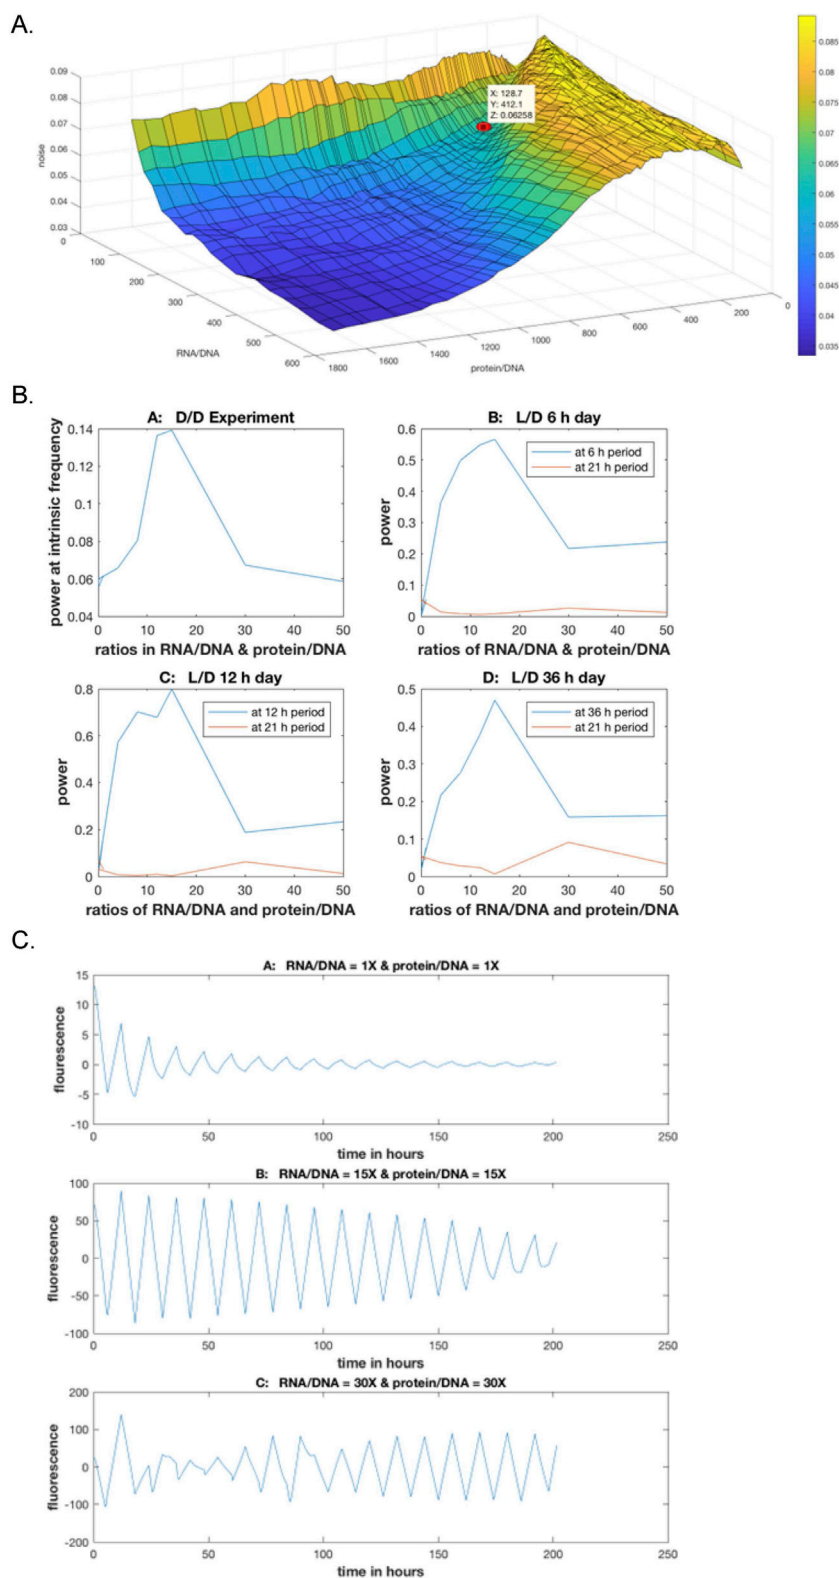 A.
0.09
0.08
0.07
0.06
0.05
0.04
0.03
noise
0
100
200
300
400
500
600
RNA/DNA
1800
1600
1400
1200
1000
800
600
400
200
0
protein/DNA
X: 128.7
Y: 412.1
Z: 0.06258
0.085
0.08
0.075
0.07
0.065
0.06
0.055
0.05
0.045
0.04
0.035
B.
A: D/D Experiment
power at intrinsic frequency
0.14
0.12
0.1
0.08
0.06
0.04
0 10 20 30 40 50
ratios in RNA/DNA & protein/DNA
B: L/D 6 h day
power
0.6
0.5
0.4
0.3
0.2
0.1
0
at 6 h period
at 21 h period
0 10 20 30 40 50
ratios of RNA/DNA & protein/DNA
C: L/D 12 h day
power
0.8
0.6
0.4
0.2
0
at 12 h period
at 21 h period
0 10 20 30 40 50
ratios of RNA/DNA and protein/DNA
D: L/D 36 h day
power
0.5
0.4
0.3
0.2
0.1
0
at 36 h period
at 21 h period
0 10 20 30 40 50
ratios of RNA/DNA and protein/DNA
C.
A: RNA/DNA = 1X & protein/DNA = 1X
flourescence
15
10
5
0
-5
-10
0 50 100 150 200 250
time in hours
B: RNA/DNA = 15X & protein/DNA = 15X
fluorescence
100
50
0
-50
-100
0 50 100 150 200 250
time in hours
C: RNA/DNA = 30X & protein/DNA = 30X
fluorescence
200
100
0
-100
-200
0 50 100 150 200 250
time in hours